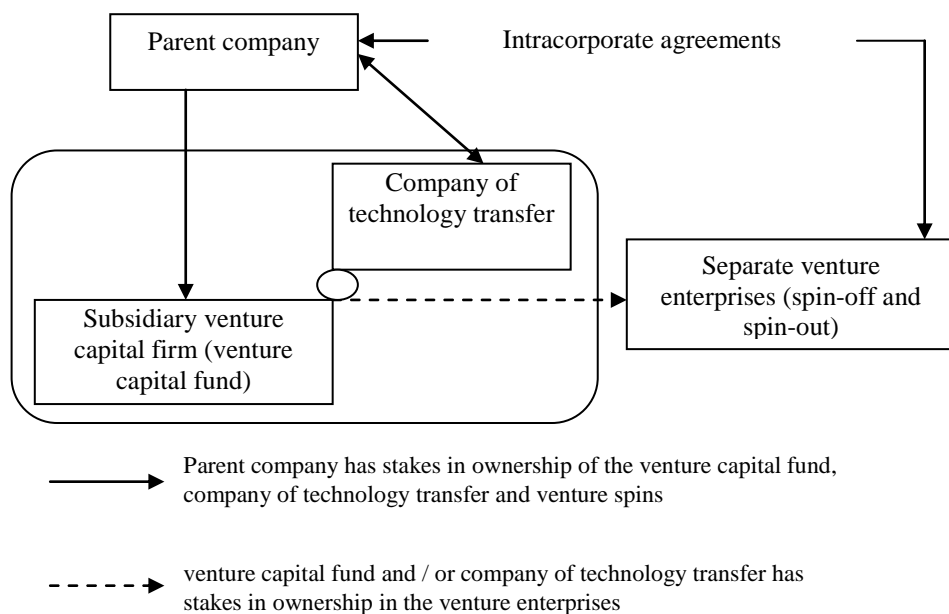 Parent company
Intracorporate agreements
Company of
technology transfer
Separate venture
enterprises (spin-off and
spin-out)
Subsidiary venture
capital firm (venture
capital fund)
Parent company has stakes in ownership of the venture capital fund,
company of technology transfer and venture spins
venture capital fund and / or company of technology transfer has
stakes in ownership in the venture enterprises